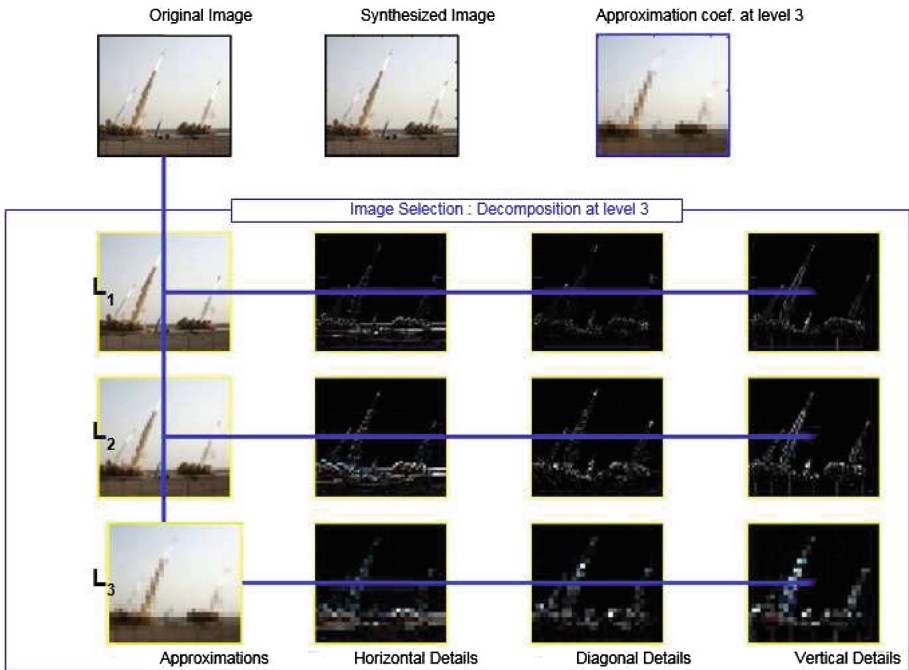 Original Image
Synthesized Image
Approximation coef. at level 3
Image Selection : Decomposition at level 3
L1
L2
L3
Approximations
Horizontal Details
Diagonal Details
Vertical Details